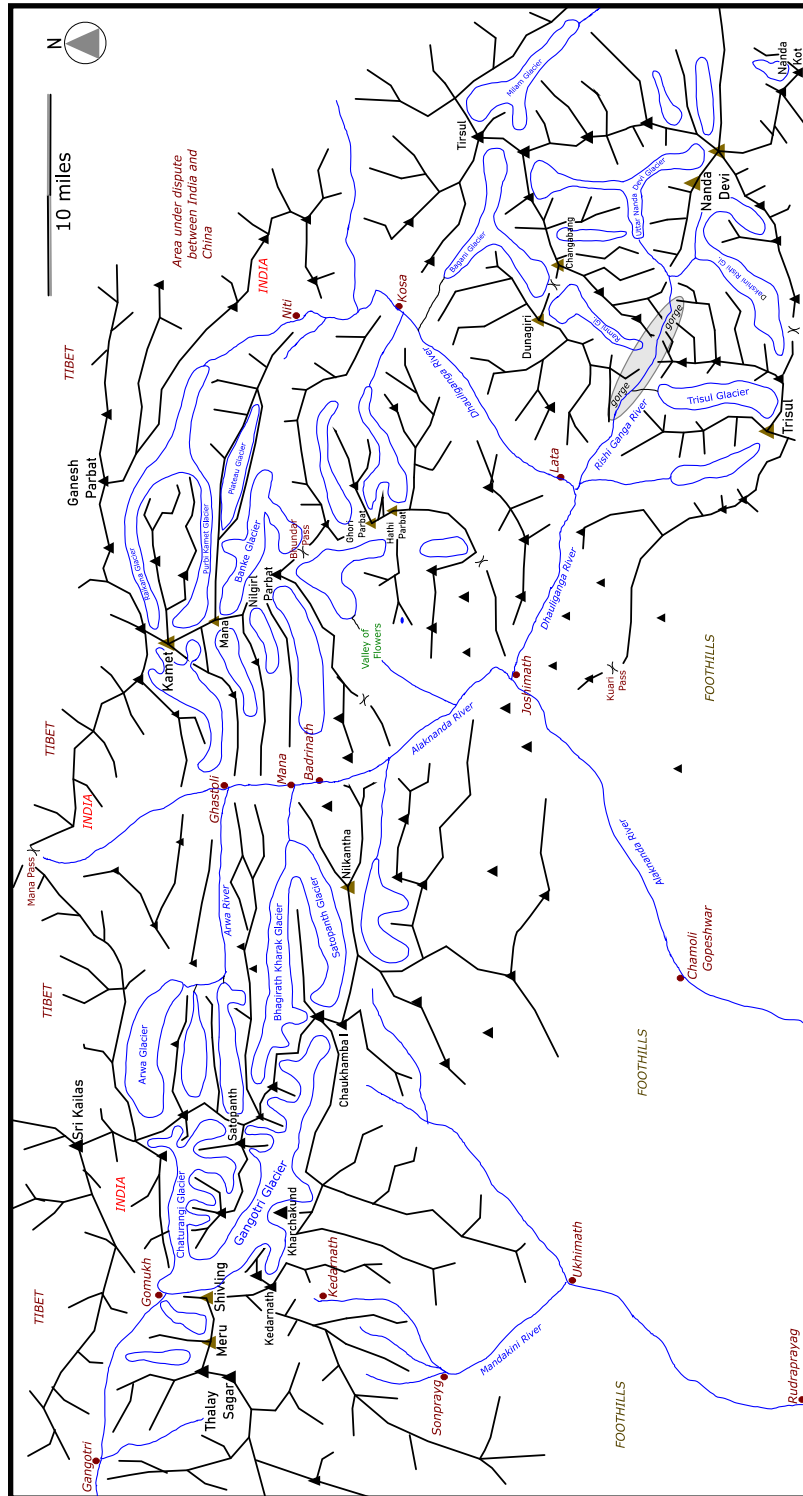 N
10 miles
Area under dispute
between India and
China
TIBET
TIBET
TIBET
TIBET
INDIA
INDIA
INDIA
Mana Pass
Sri Kailas
Ganesh
Parbat
Gangotri
Gomukh
Arwa Glacier
Raikana Glacier
Kamet
Purbi Kamet Glacier
Chaturangi Glacier
Thalay
Sagar
Meru
Shivling
Satopanth
Arwa River
Ghastoli
Mana
Plateau Glacier
Banke Glacier
Nilgiri
Parbat
Niti
Gangotri Glacier
Kedarnath
Kharchakund
Bhagirath Kharak Glacier
Mana
Badrinath
Bhundar
Pass
Kedarnath
Chaukhamba I
Satopanth Glacier
Nilkantha
Valley of
Flowers
Ghori
Parbat
Hathi
Parbat
Kosa
Sonprayg
Mandakini River
Ukhimath
Alaknanda River
Joshimath
Dhauliganga River
Dhauliganga River
Lata
Tirsul
Milam Glacier
Bagani Glacier
Dunagiri
Changabang
Ramni Gl.
Uttar Nanda
Devi Glacier
Rishi Ganga River
gorge
gorge
Trisul Glacier
Trisul
Dakshini Rishi Gl.
Nanda
Devi
Nanda
Kot
Kuari
Pass
Alaknanda River
Chamoli
Gopeshwar
Rudraprayag
FOOTHILLS
FOOTHILLS
FOOTHILLS